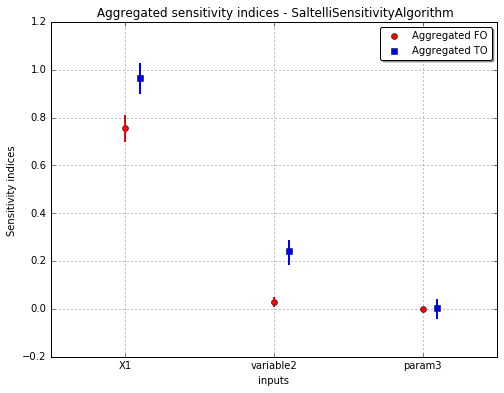 Aggregated sensitivity indices - SaltelliSensitivityAlgorithm
Aggregated FO
Aggregated TO
1.2
1.0
0.8
0.6
0.4
0.2
0.0
−0.2
Sensitivity indices
X1
variable2
param3
inputs